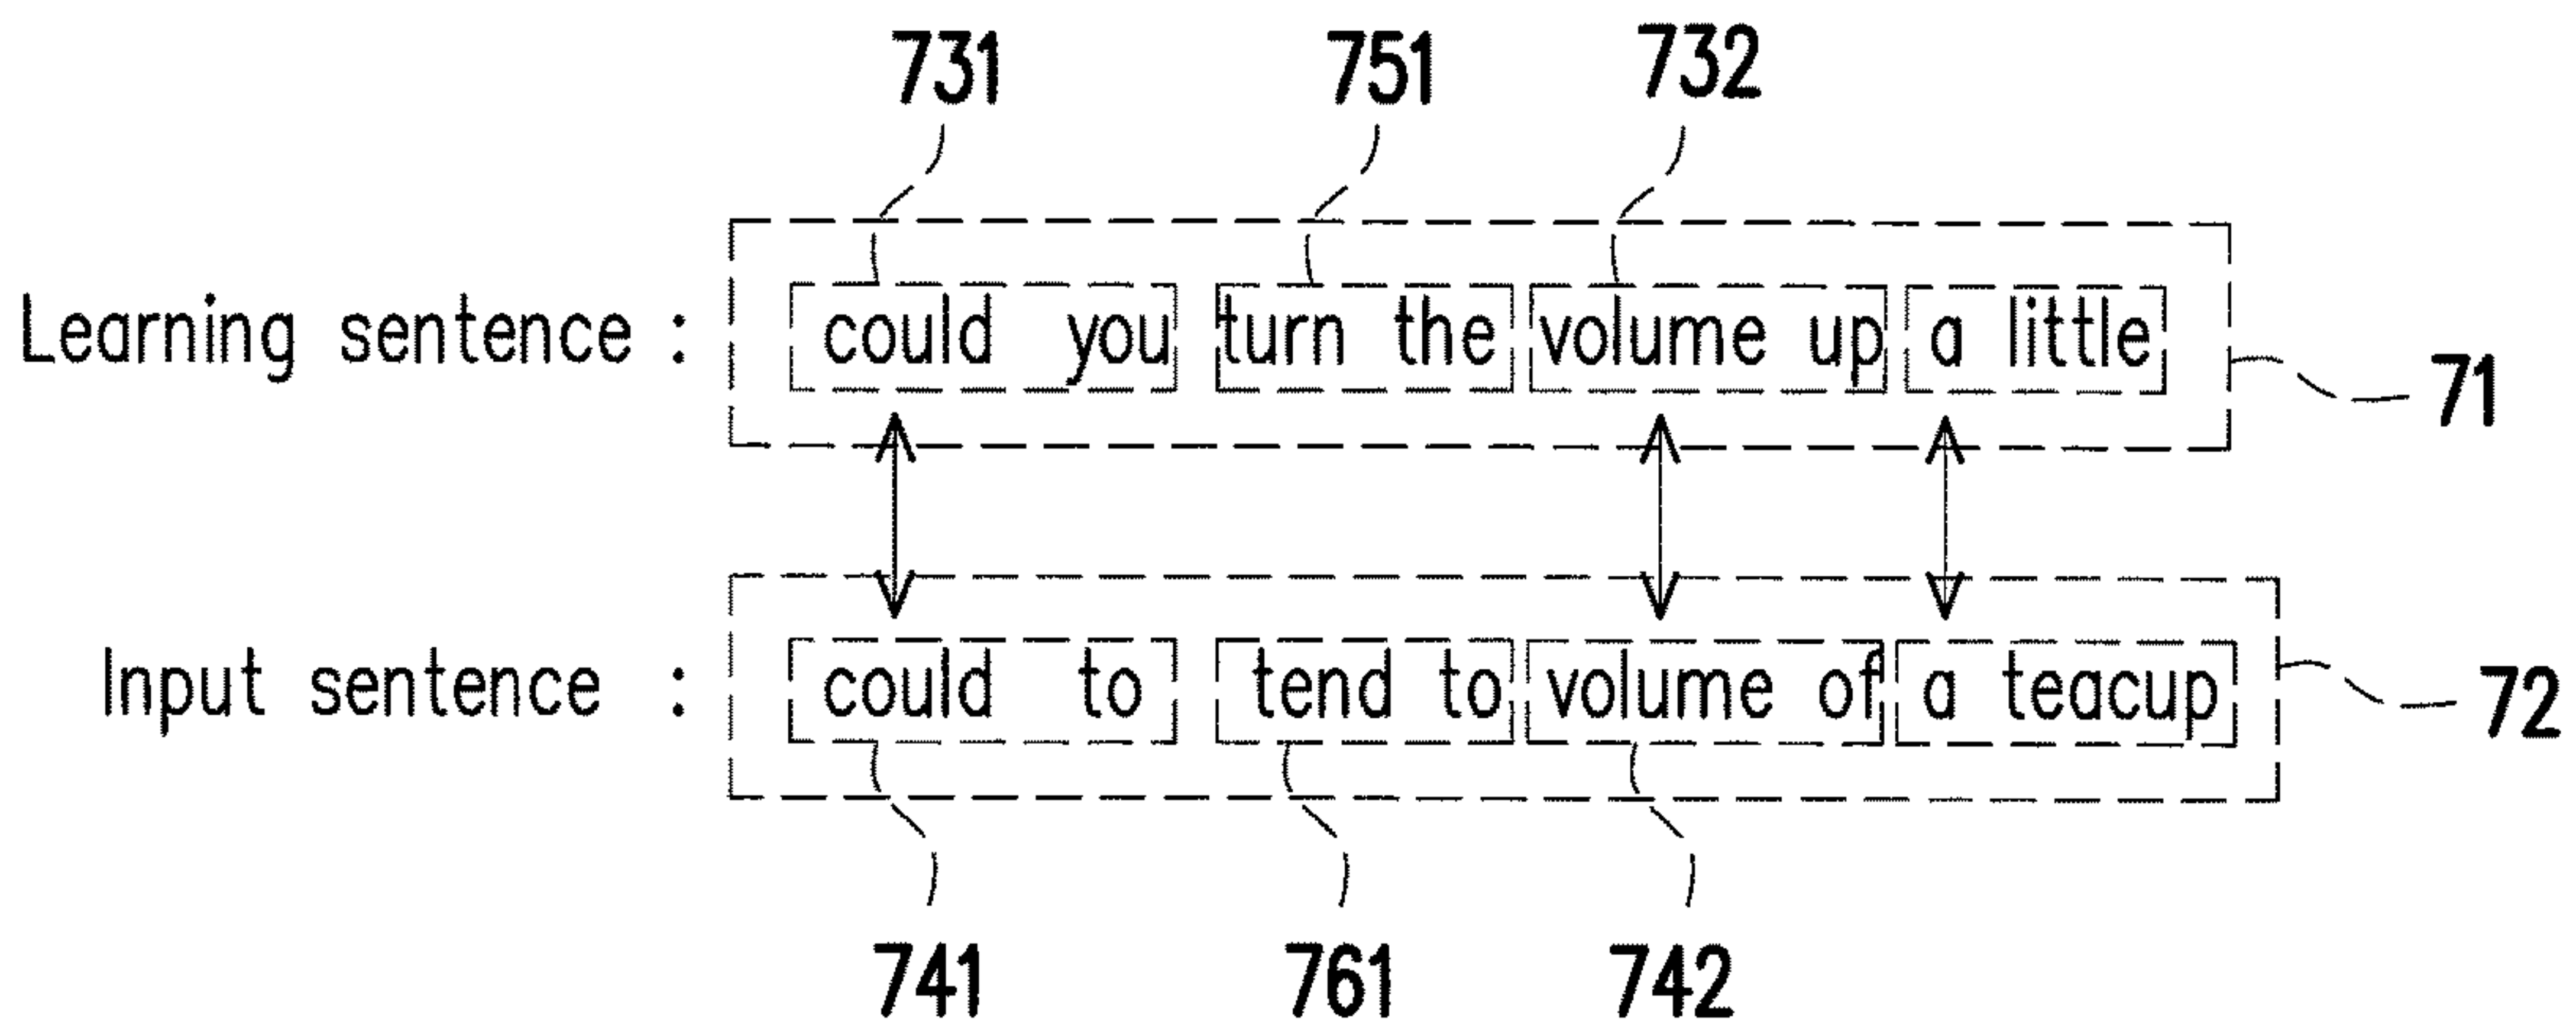 731 751 732
Learning sentence : could you turn the volume up a little
71
Input sentence : could to tend to volume of a teacup
72
741 761 742